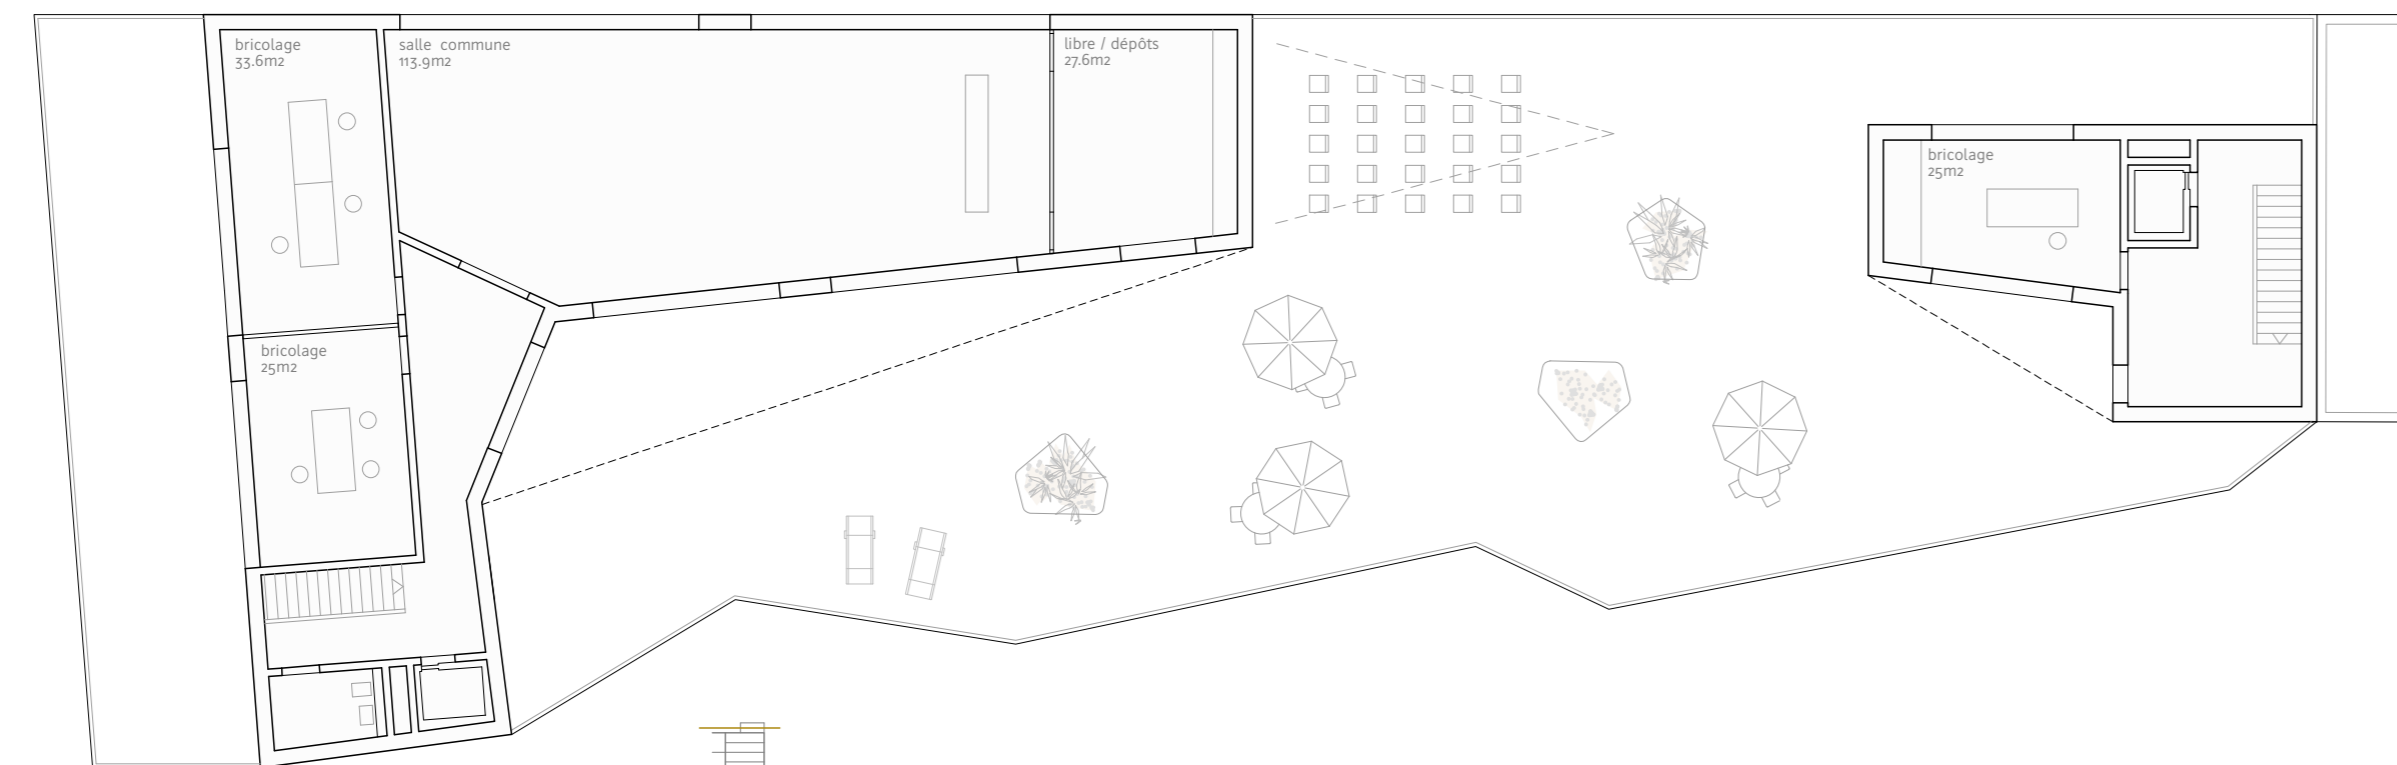 bricolage
33.6m2
salle commune
113.9m2
libre / dépôts
27.6m2
bricolage
25m2
bricolage
25m2